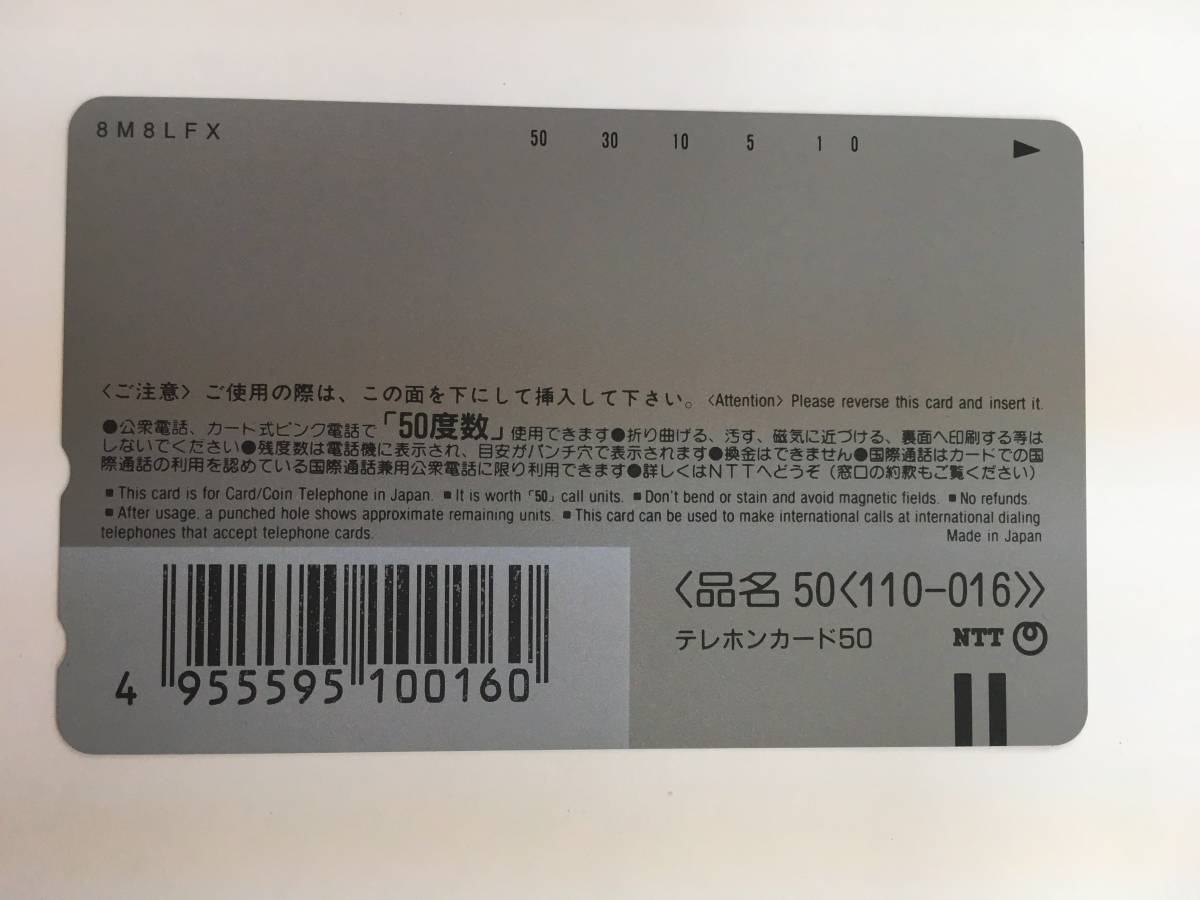 8M8LFX
50 30 10 5 1 0
〈ご注意〉ご使用の際は、この面を下にして挿入して下さい。〈Attention〉Please reverse this card and insert it.
●公衆電話、カード式ピンク電話で「50度数」使用できます●折り曲げる、汚す、磁気に近づける、裏面へ印刷する等は
しないでください●残度数は電話機に表示され、目安がパンチ穴で表示されます●換金はできません●国際通話はカードでの国
際通話の利用を認めている国際通話兼用公衆電話に限り利用できます●詳しくはNTTへどうぞ(窓口の約款もご覧ください)
■This card is for Card/Coin Telephone in Japan. ■It is worth「50」call units. ■Don't bend or stain and avoid magnetic fields. ■No refunds.
■After usage, a punched hole shows approximate remaining units. ■This card can be used to make international calls at international dialing
telephones that accept telephone cards.
Made in Japan
〈品名 50〈110-016〉〉
テレホンカード50 NTT
4 955595 100160